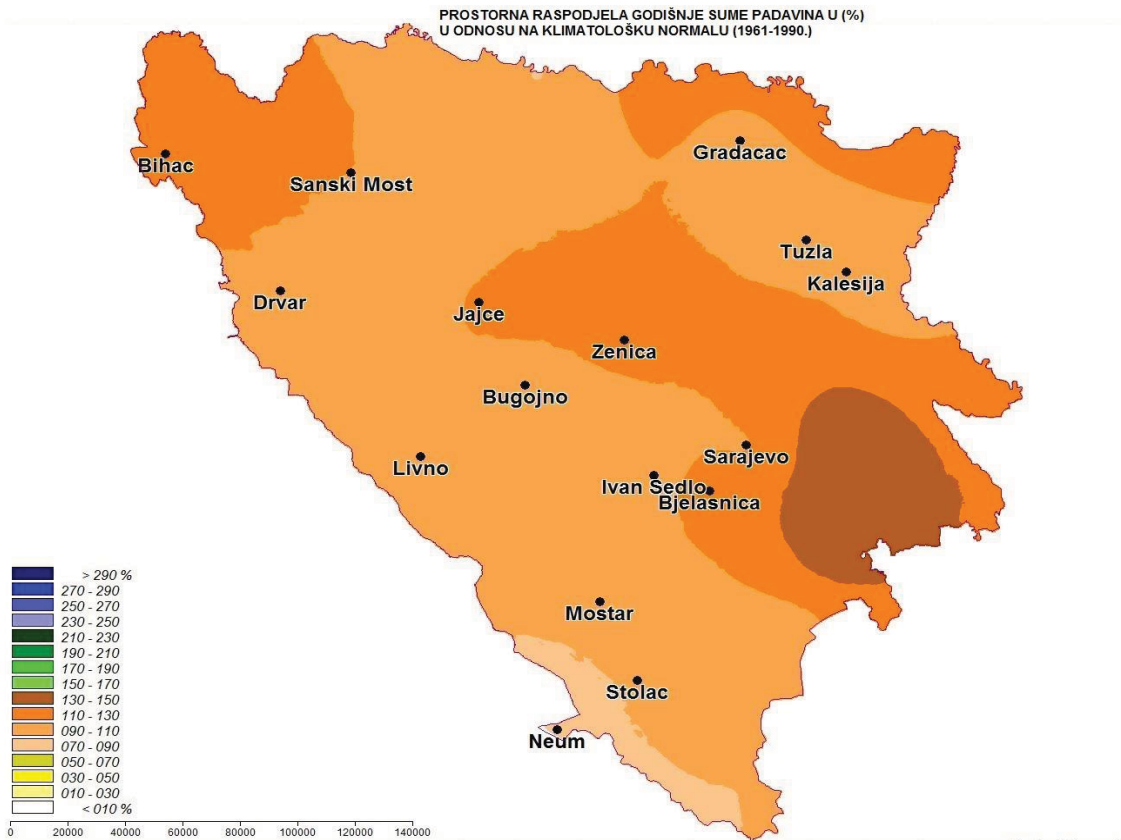 PROSTORNA RASPODJELA GODIŠNJE SUME PADAVINA U (%)
U ODNOSU NA KLIMATOLOŠKU NORMALU (1961-1990.)
Bihac
Sanski Most
Gradacac
Tuzla
Kalesija
Drvar
Jajce
Zenica
Bugojno
Sarajevo
Livno
Ivan Sedlo
Bjelasnica
Mostar
Stolac
Neum
> 290 %
270 - 290
250 - 270
230 - 250
210 - 230
190 - 210
170 - 190
150 - 170
130 - 150
110 - 130
090 - 110
070 - 090
050 - 070
030 - 050
010 - 030
< 010 %
0 20000 40000 60000 80000 100000 120000 140000